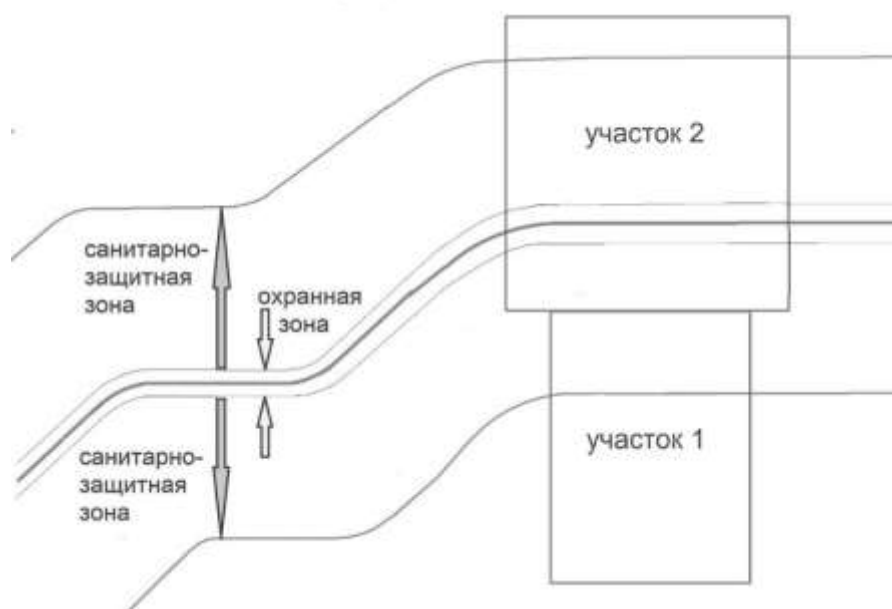 участок 2
санитарно-
защитная
зона
охранная
зона
участок 1
санитарно-
защитная
зона